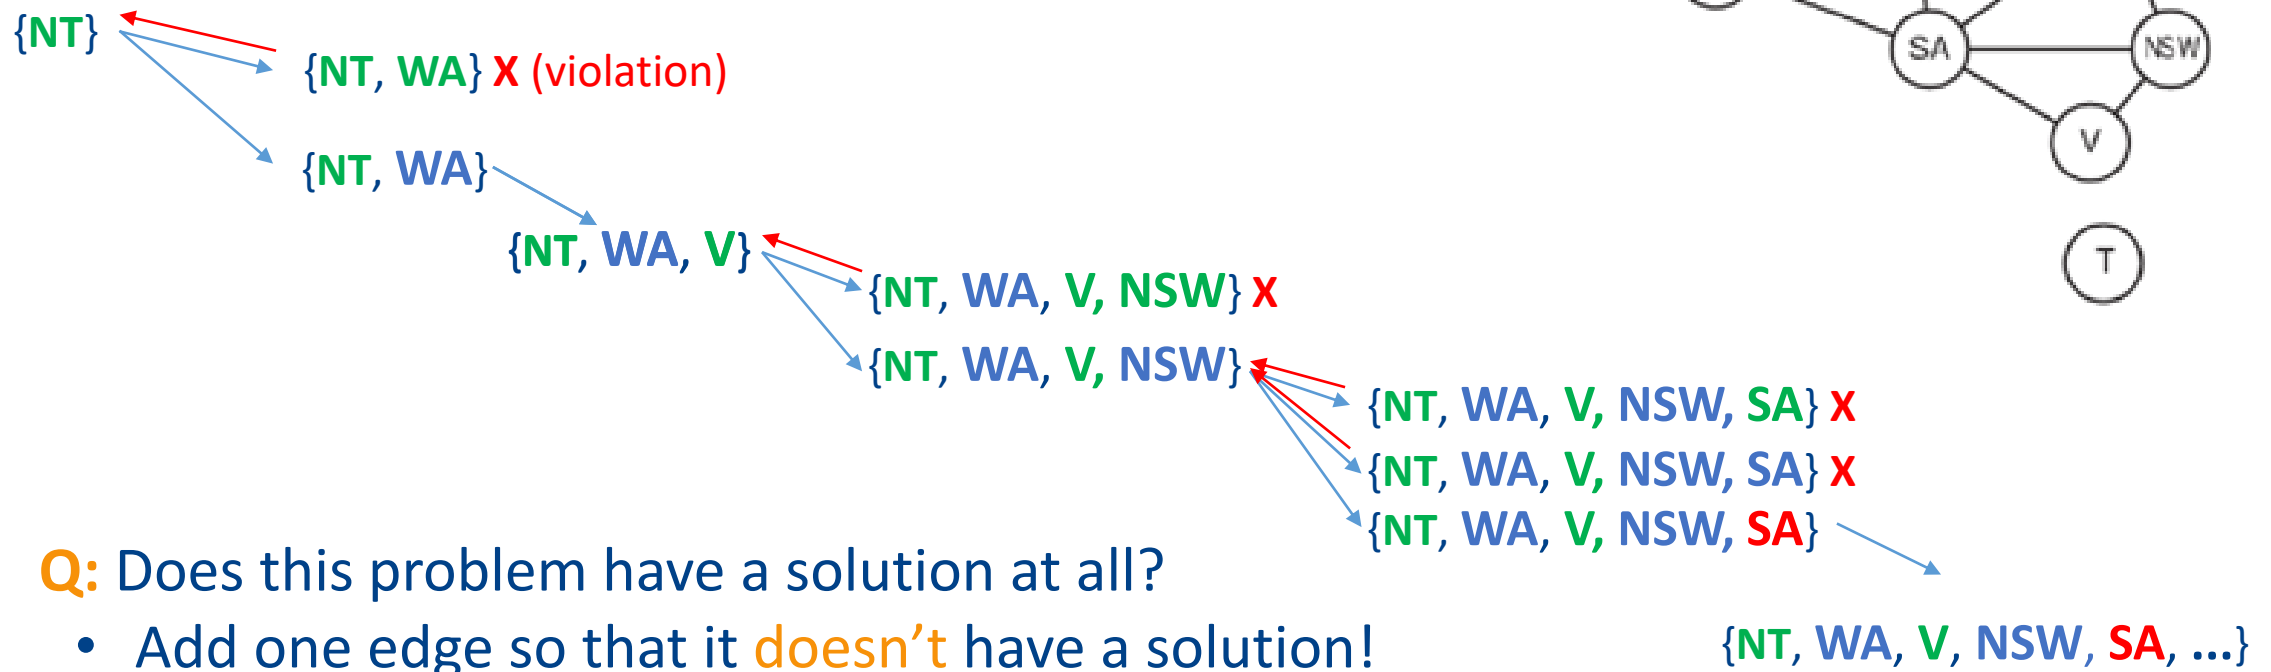 {NT}
{NT, WA} X (violation)
{NT, WA}
{NT, WA, V}
{NT, WA, V, NSW} X
{NT, WA, V, NSW}
{NT, WA, V, NSW, SA} X
{NT, WA, V, NSW, SA} X
{NT, WA, V, NSW, SA}
{NT, WA, V, NSW, SA, ...}
Q: Does this problem have a solution at all?
• Add one edge so that it doesn't have a solution!
SA
NSW
V
T